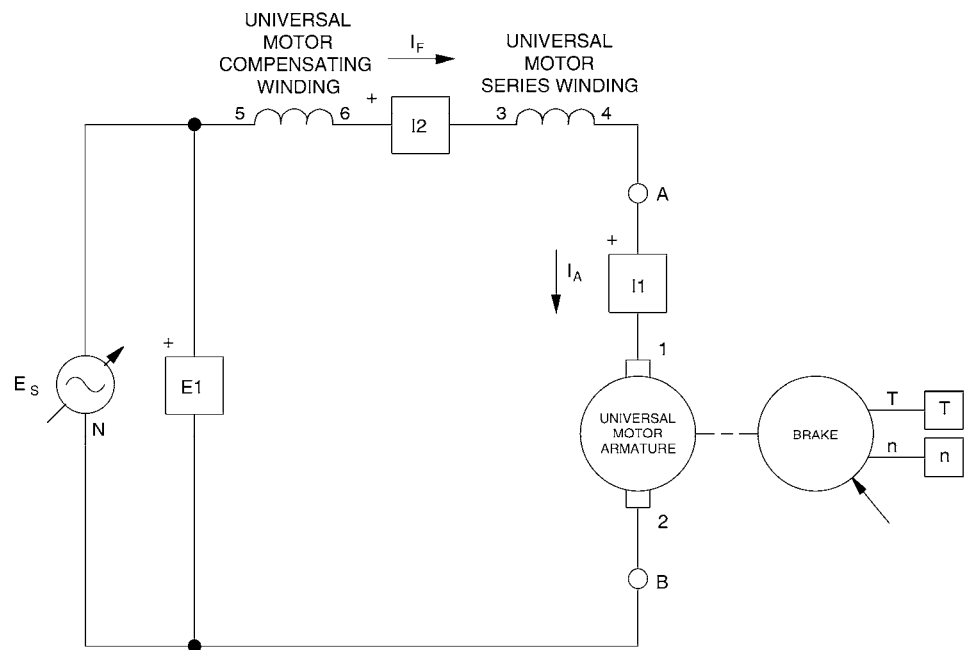 UNIVERSAL
MOTOR
COMPENSATING
WINDING
I_F
UNIVERSAL
MOTOR
SERIES WINDING
5
6
+
I2
3
4
A
+
I1
I_A
1
+
E1
E_S
N
UNIVERSAL
MOTOR
ARMATURE
BRAKE
T
T
n
n
2
B